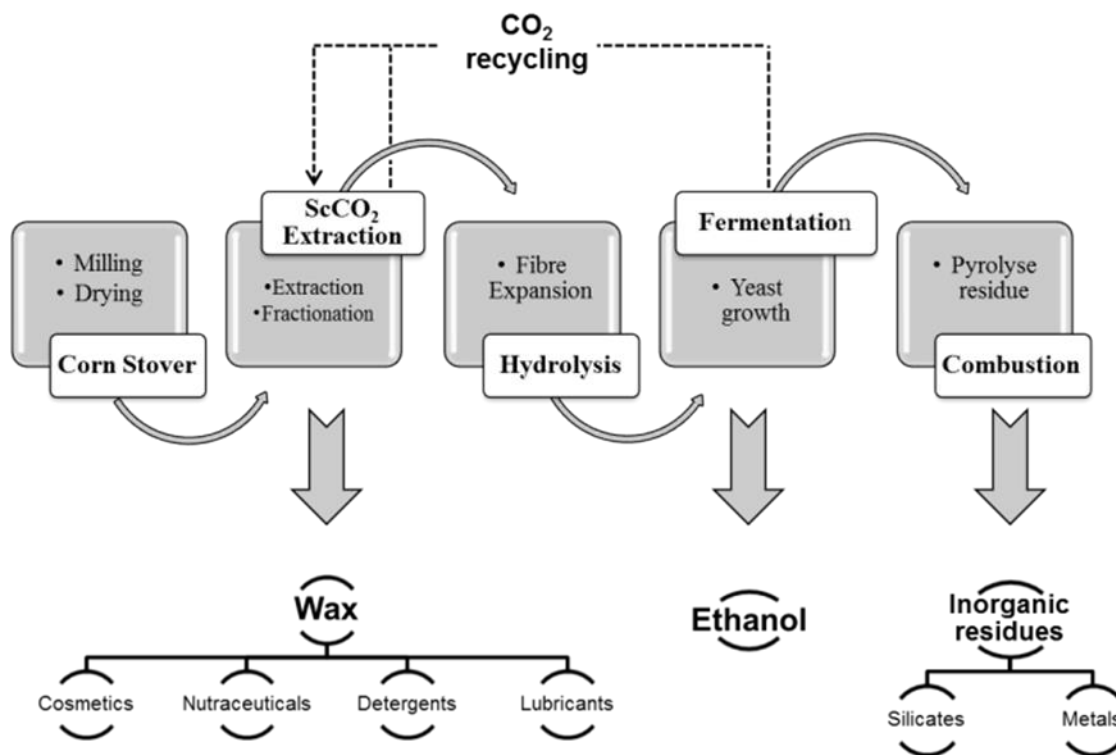 CO₂
recycling
ScCO₂
Extraction
Fermentation
• Milling
• Drying
•Extraction
•Fractionation
• Fibre
Expansion
• Yeast
growth
• Pyrolyse
residue
Corn Stover
Hydrolysis
Combustion
Wax
Ethanol
Inorganic
residues
Cosmetics
Nutraceuticals
Detergents
Lubricants
Silicates
Metals